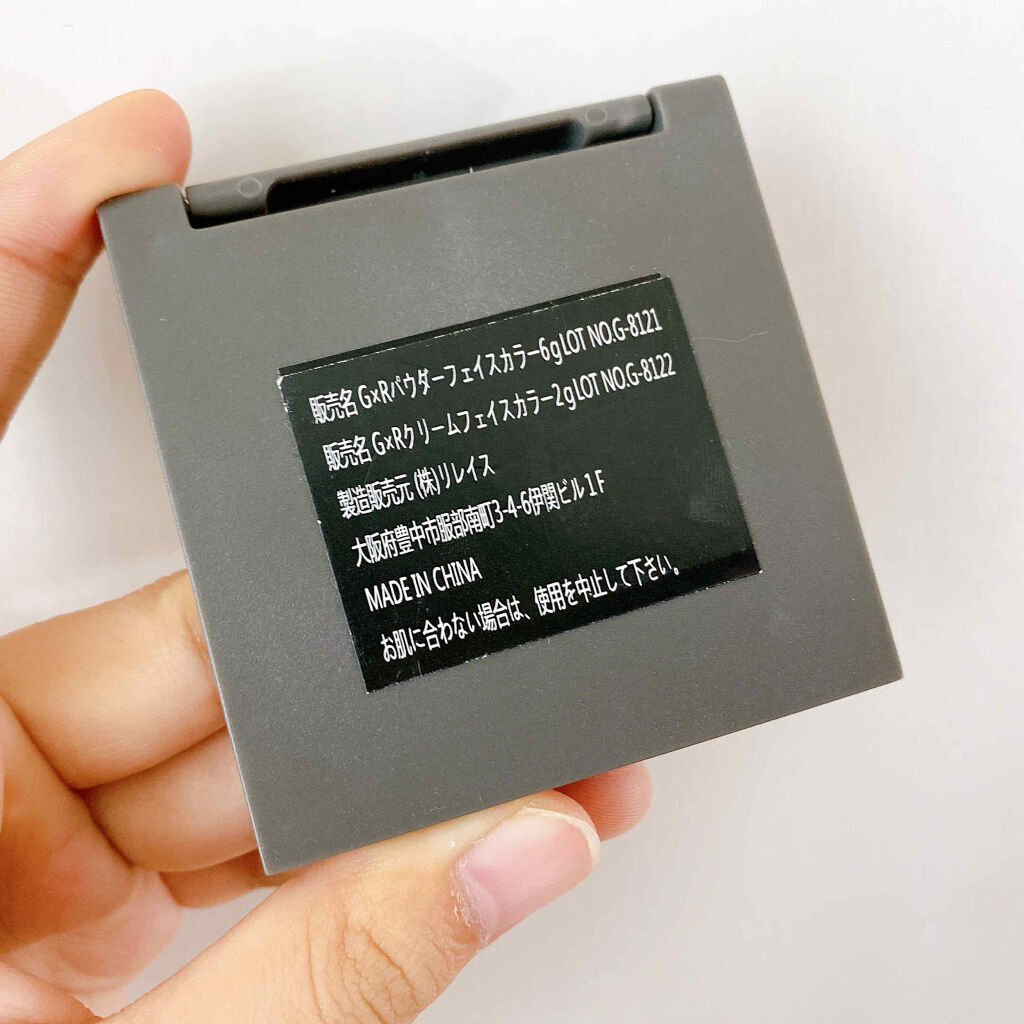 販売名 G×Rパウダーフェイスカラー6g LOT NO.G-8121
販売名 G×Rクリームフェイスカラー2g LOT NO.G-8122
製造販売元 (株)リレイス
大阪府豊中市服部南町3-4-6伊関ビル1F
MADE IN CHINA
お肌に合わない場合は、使用を中止して下さい。